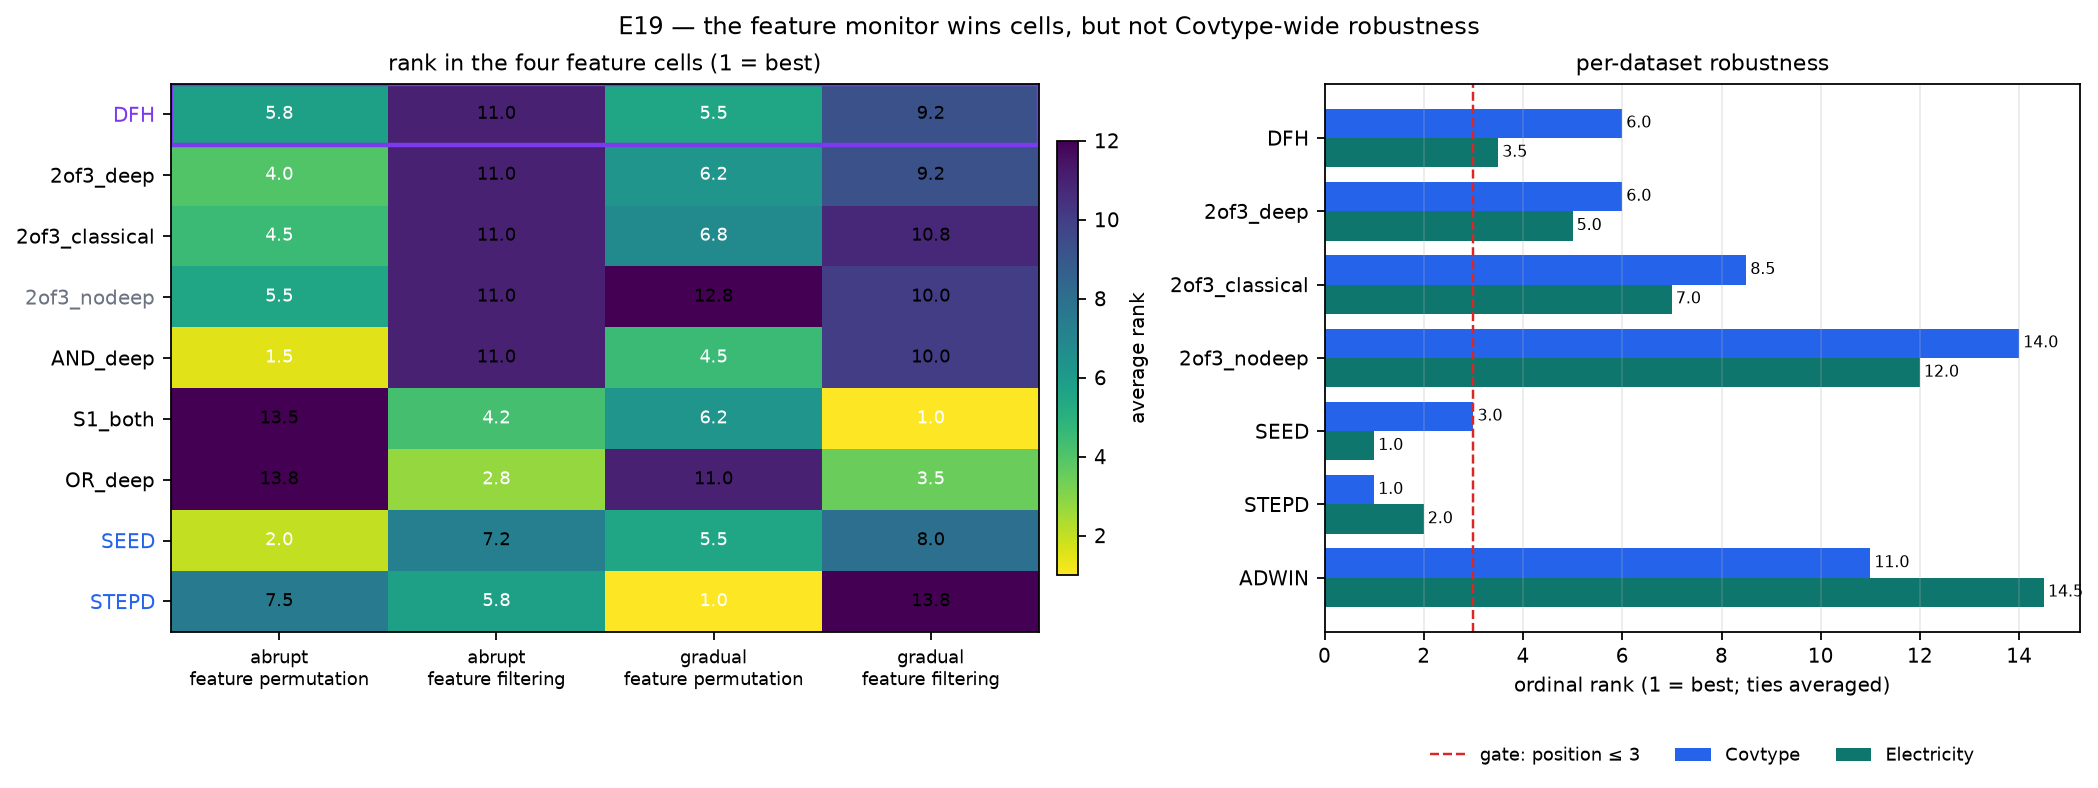 E19 — the feature monitor wins cells, but not Covtype-wide robustness
rank in the four feature cells (1 = best)
DFH 5.8 11.0 5.5 9.2
2of3_deep 4.0 11.0 6.2 9.2
2of3_classical 4.5 11.0 6.8 10.8
2of3_nodeep 5.5 11.0 12.8 10.0
AND_deep 1.5 11.0 4.5 10.0
S1_both 13.5 4.2 6.2 1.0
OR_deep 13.8 2.8 11.0 3.5
SEED 2.0 7.2 5.5 8.0
STEPD 7.5 5.8 1.0 13.8
abrupt
feature permutation
abrupt
feature filtering
gradual
feature permutation
gradual
feature filtering
12
10
8
6
4
2
average rank
per-dataset robustness
DFH 6.0
3.5
2of3_deep 6.0
5.0
2of3_classical 8.5
7.0
2of3_nodeep 14.0
12.0
SEED 3.0
1.0
STEPD 1.0
2.0
ADWIN 11.0
14.5
0 2 4 6 8 10 12 14
ordinal rank (1 = best; ties averaged)
gate: position ≤ 3 Covtype Electricity